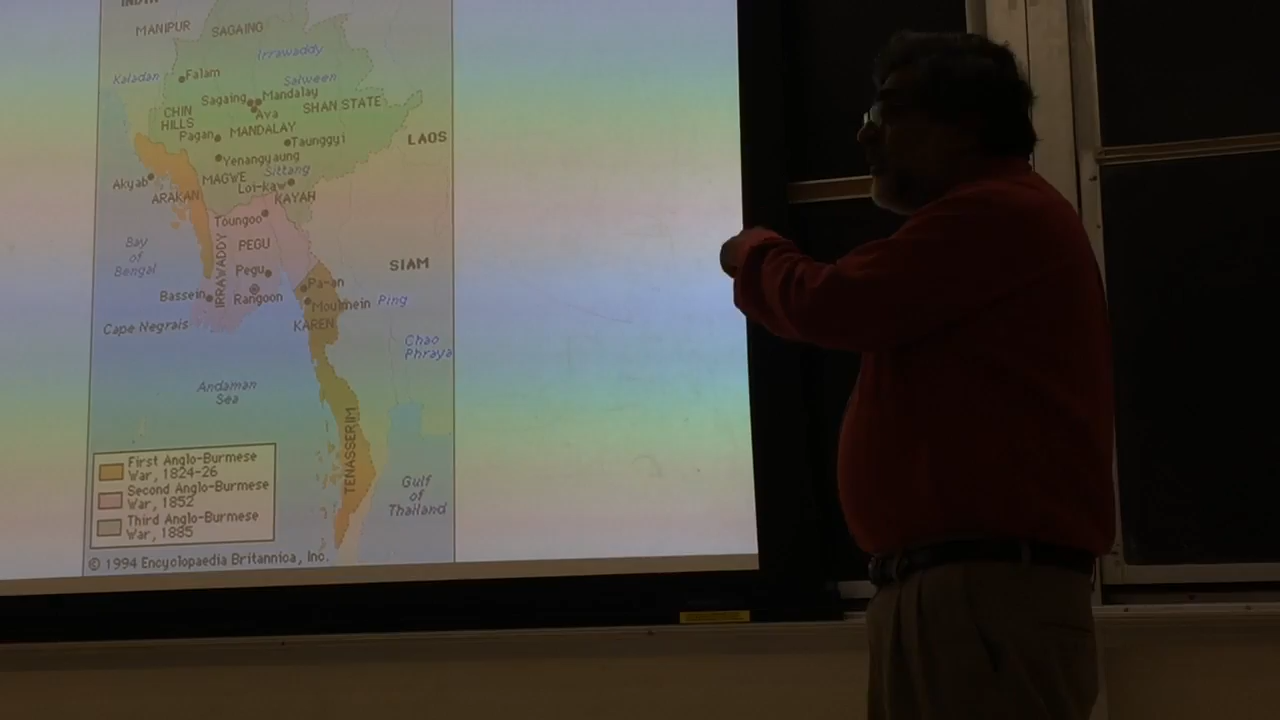 INDIA
MANIPUR
SAGAING
Irrawaddy
Kaladan
Falam
Salween
Sagaing
Mandalay
Ava
SHAN STATE
CHIN
HILLS
Pagan
MANDALAY
Taunggyi
LAOS
Yenangyaung
Sittang
MAGWE
Akyab
Loi-kaw
ARAKAN
KAYAH
Toungoo
Bay
of
Bengal
IRRAWADDY
PEGU
SIAM
Pegu
Pa-an
Bassein
Rangoon
Moulmein
Ping
Cape Negrais
KAREN
Chao
Phraya
Andaman
Sea
TENASSERIM
Gulf
of
Thailand
First Anglo-Burmese
War, 1824-26
Second Anglo-Burmese
War, 1852
Third Anglo-Burmese
War, 1885
© 1994 Encyclopaedia Britannica, Inc.